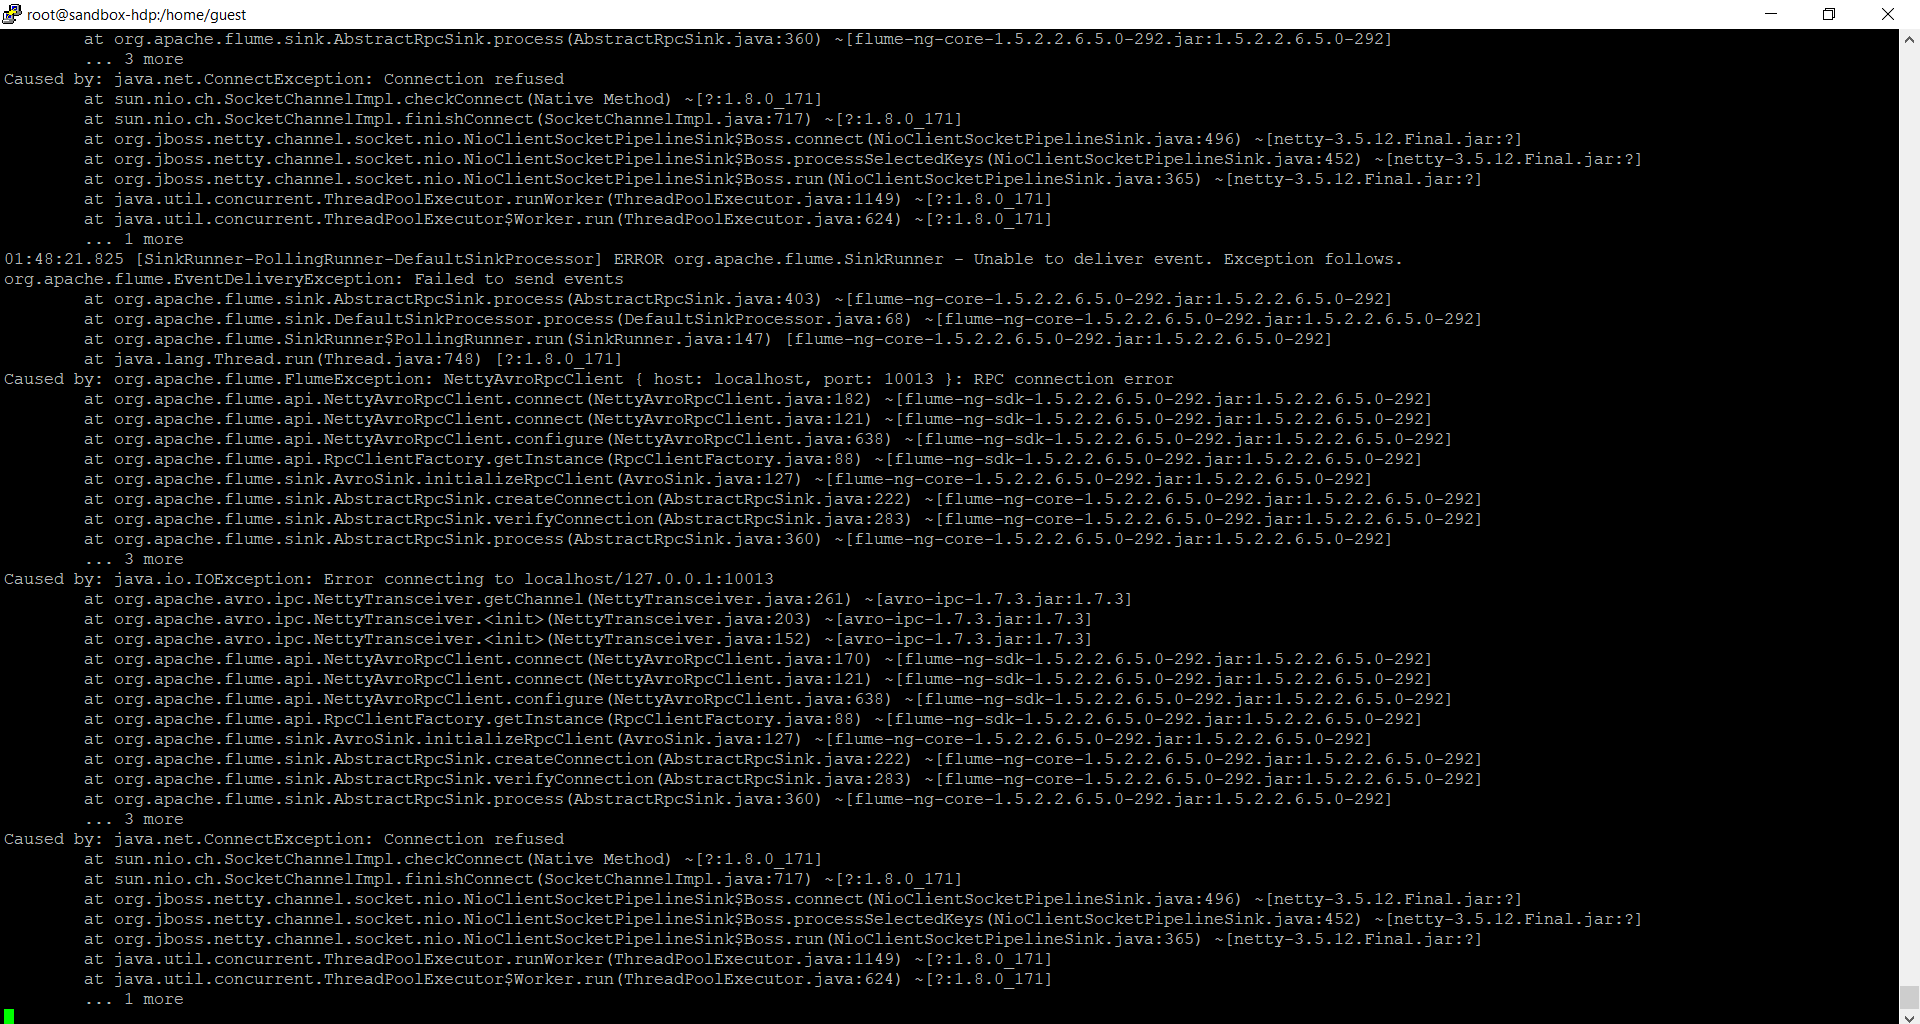 root@sandbox-hdp:/home/guest
        at org.apache.flume.sink.AbstractRpcSink.process(AbstractRpcSink.java:360) ~[flume-ng-core-1.5.2.2.6.5.0-292.jar:1.5.2.2.6.5.0-292]
        ... 3 more
Caused by: java.net.ConnectException: Connection refused
        at sun.nio.ch.SocketChannelImpl.checkConnect(Native Method) ~[?:1.8.0_171]
        at sun.nio.ch.SocketChannelImpl.finishConnect(SocketChannelImpl.java:717) ~[?:1.8.0_171]
        at org.jboss.netty.channel.socket.nio.NioClientSocketPipelineSink$Boss.connect(NioClientSocketPipelineSink.java:496) ~[netty-3.5.12.Final.jar:?]
        at org.jboss.netty.channel.socket.nio.NioClientSocketPipelineSink$Boss.processSelectedKeys(NioClientSocketPipelineSink.java:452) ~[netty-3.5.12.Final.jar:?]
        at org.jboss.netty.channel.socket.nio.NioClientSocketPipelineSink$Boss.run(NioClientSocketPipelineSink.java:365) ~[netty-3.5.12.Final.jar:?]
        at java.util.concurrent.ThreadPoolExecutor.runWorker(ThreadPoolExecutor.java:1149) ~[?:1.8.0_171]
        at java.util.concurrent.ThreadPoolExecutor$Worker.run(ThreadPoolExecutor.java:624) ~[?:1.8.0_171]
        ... 1 more
01:48:21.825 [SinkRunner-PollingRunner-DefaultSinkProcessor] ERROR org.apache.flume.SinkRunner - Unable to deliver event. Exception follows.
org.apache.flume.EventDeliveryException: Failed to send events
        at org.apache.flume.sink.AbstractRpcSink.process(AbstractRpcSink.java:403) ~[flume-ng-core-1.5.2.2.6.5.0-292.jar:1.5.2.2.6.5.0-292]
        at org.apache.flume.sink.DefaultSinkProcessor.process(DefaultSinkProcessor.java:68) ~[flume-ng-core-1.5.2.2.6.5.0-292.jar:1.5.2.2.6.5.0-292]
        at org.apache.flume.SinkRunner$PollingRunner.run(SinkRunner.java:147) [flume-ng-core-1.5.2.2.6.5.0-292.jar:1.5.2.2.6.5.0-292]
        at java.lang.Thread.run(Thread.java:748) [?:1.8.0_171]
Caused by: org.apache.flume.FlumeException: NettyAvroRpcClient { host: localhost, port: 10013 }: RPC connection error
        at org.apache.flume.api.NettyAvroRpcClient.connect(NettyAvroRpcClient.java:182) ~[flume-ng-sdk-1.5.2.2.6.5.0-292.jar:1.5.2.2.6.5.0-292]
        at org.apache.flume.api.NettyAvroRpcClient.connect(NettyAvroRpcClient.java:121) ~[flume-ng-sdk-1.5.2.2.6.5.0-292.jar:1.5.2.2.6.5.0-292]
        at org.apache.flume.api.NettyAvroRpcClient.configure(NettyAvroRpcClient.java:638) ~[flume-ng-sdk-1.5.2.2.6.5.0-292.jar:1.5.2.2.6.5.0-292]
        at org.apache.flume.api.RpcClientFactory.getInstance(RpcClientFactory.java:88) ~[flume-ng-sdk-1.5.2.2.6.5.0-292.jar:1.5.2.2.6.5.0-292]
        at org.apache.flume.sink.AvroSink.initializeRpcClient(AvroSink.java:127) ~[flume-ng-core-1.5.2.2.6.5.0-292.jar:1.5.2.2.6.5.0-292]
        at org.apache.flume.sink.AbstractRpcSink.createConnection(AbstractRpcSink.java:222) ~[flume-ng-core-1.5.2.2.6.5.0-292.jar:1.5.2.2.6.5.0-292]
        at org.apache.flume.sink.AbstractRpcSink.verifyConnection(AbstractRpcSink.java:283) ~[flume-ng-core-1.5.2.2.6.5.0-292.jar:1.5.2.2.6.5.0-292]
        at org.apache.flume.sink.AbstractRpcSink.process(AbstractRpcSink.java:360) ~[flume-ng-core-1.5.2.2.6.5.0-292.jar:1.5.2.2.6.5.0-292]
        ... 3 more
Caused by: java.io.IOException: Error connecting to localhost/127.0.0.1:10013
        at org.apache.avro.ipc.NettyTransceiver.getChannel(NettyTransceiver.java:261) ~[avro-ipc-1.7.3.jar:1.7.3]
        at org.apache.avro.ipc.NettyTransceiver.<init>(NettyTransceiver.java:203) ~[avro-ipc-1.7.3.jar:1.7.3]
        at org.apache.avro.ipc.NettyTransceiver.<init>(NettyTransceiver.java:152) ~[avro-ipc-1.7.3.jar:1.7.3]
        at org.apache.flume.api.NettyAvroRpcClient.connect(NettyAvroRpcClient.java:170) ~[flume-ng-sdk-1.5.2.2.6.5.0-292.jar:1.5.2.2.6.5.0-292]
        at org.apache.flume.api.NettyAvroRpcClient.connect(NettyAvroRpcClient.java:121) ~[flume-ng-sdk-1.5.2.2.6.5.0-292.jar:1.5.2.2.6.5.0-292]
        at org.apache.flume.api.NettyAvroRpcClient.configure(NettyAvroRpcClient.java:638) ~[flume-ng-sdk-1.5.2.2.6.5.0-292.jar:1.5.2.2.6.5.0-292]
        at org.apache.flume.api.RpcClientFactory.getInstance(RpcClientFactory.java:88) ~[flume-ng-sdk-1.5.2.2.6.5.0-292.jar:1.5.2.2.6.5.0-292]
        at org.apache.flume.sink.AvroSink.initializeRpcClient(AvroSink.java:127) ~[flume-ng-core-1.5.2.2.6.5.0-292.jar:1.5.2.2.6.5.0-292]
        at org.apache.flume.sink.AbstractRpcSink.createConnection(AbstractRpcSink.java:222) ~[flume-ng-core-1.5.2.2.6.5.0-292.jar:1.5.2.2.6.5.0-292]
        at org.apache.flume.sink.AbstractRpcSink.verifyConnection(AbstractRpcSink.java:283) ~[flume-ng-core-1.5.2.2.6.5.0-292.jar:1.5.2.2.6.5.0-292]
        at org.apache.flume.sink.AbstractRpcSink.process(AbstractRpcSink.java:360) ~[flume-ng-core-1.5.2.2.6.5.0-292.jar:1.5.2.2.6.5.0-292]
        ... 3 more
Caused by: java.net.ConnectException: Connection refused
        at sun.nio.ch.SocketChannelImpl.checkConnect(Native Method) ~[?:1.8.0_171]
        at sun.nio.ch.SocketChannelImpl.finishConnect(SocketChannelImpl.java:717) ~[?:1.8.0_171]
        at org.jboss.netty.channel.socket.nio.NioClientSocketPipelineSink$Boss.connect(NioClientSocketPipelineSink.java:496) ~[netty-3.5.12.Final.jar:?]
        at org.jboss.netty.channel.socket.nio.NioClientSocketPipelineSink$Boss.processSelectedKeys(NioClientSocketPipelineSink.java:452) ~[netty-3.5.12.Final.jar:?]
        at org.jboss.netty.channel.socket.nio.NioClientSocketPipelineSink$Boss.run(NioClientSocketPipelineSink.java:365) ~[netty-3.5.12.Final.jar:?]
        at java.util.concurrent.ThreadPoolExecutor.runWorker(ThreadPoolExecutor.java:1149) ~[?:1.8.0_171]
        at java.util.concurrent.ThreadPoolExecutor$Worker.run(ThreadPoolExecutor.java:624) ~[?:1.8.0_171]
        ... 1 more